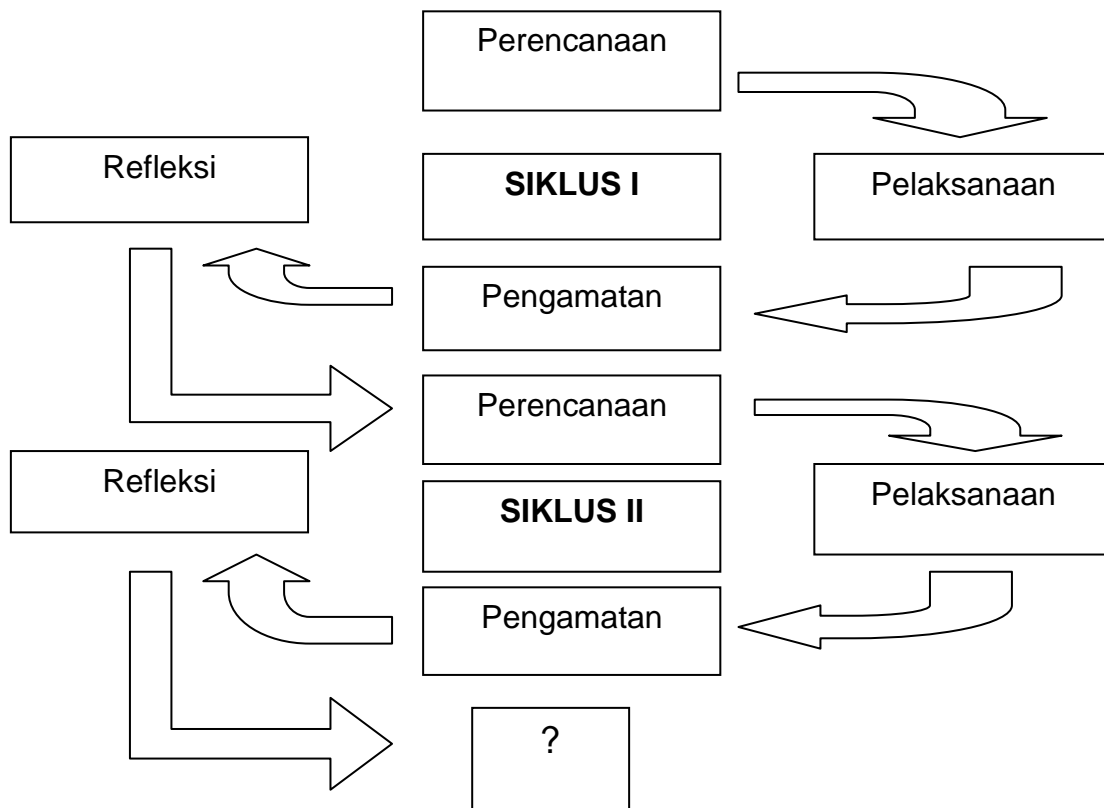 Perencanaan
Refleksi
SIKLUS I
Pelaksanaan
Pengamatan
Perencanaan
Refleksi
SIKLUS II
Pelaksanaan
Pengamatan
?